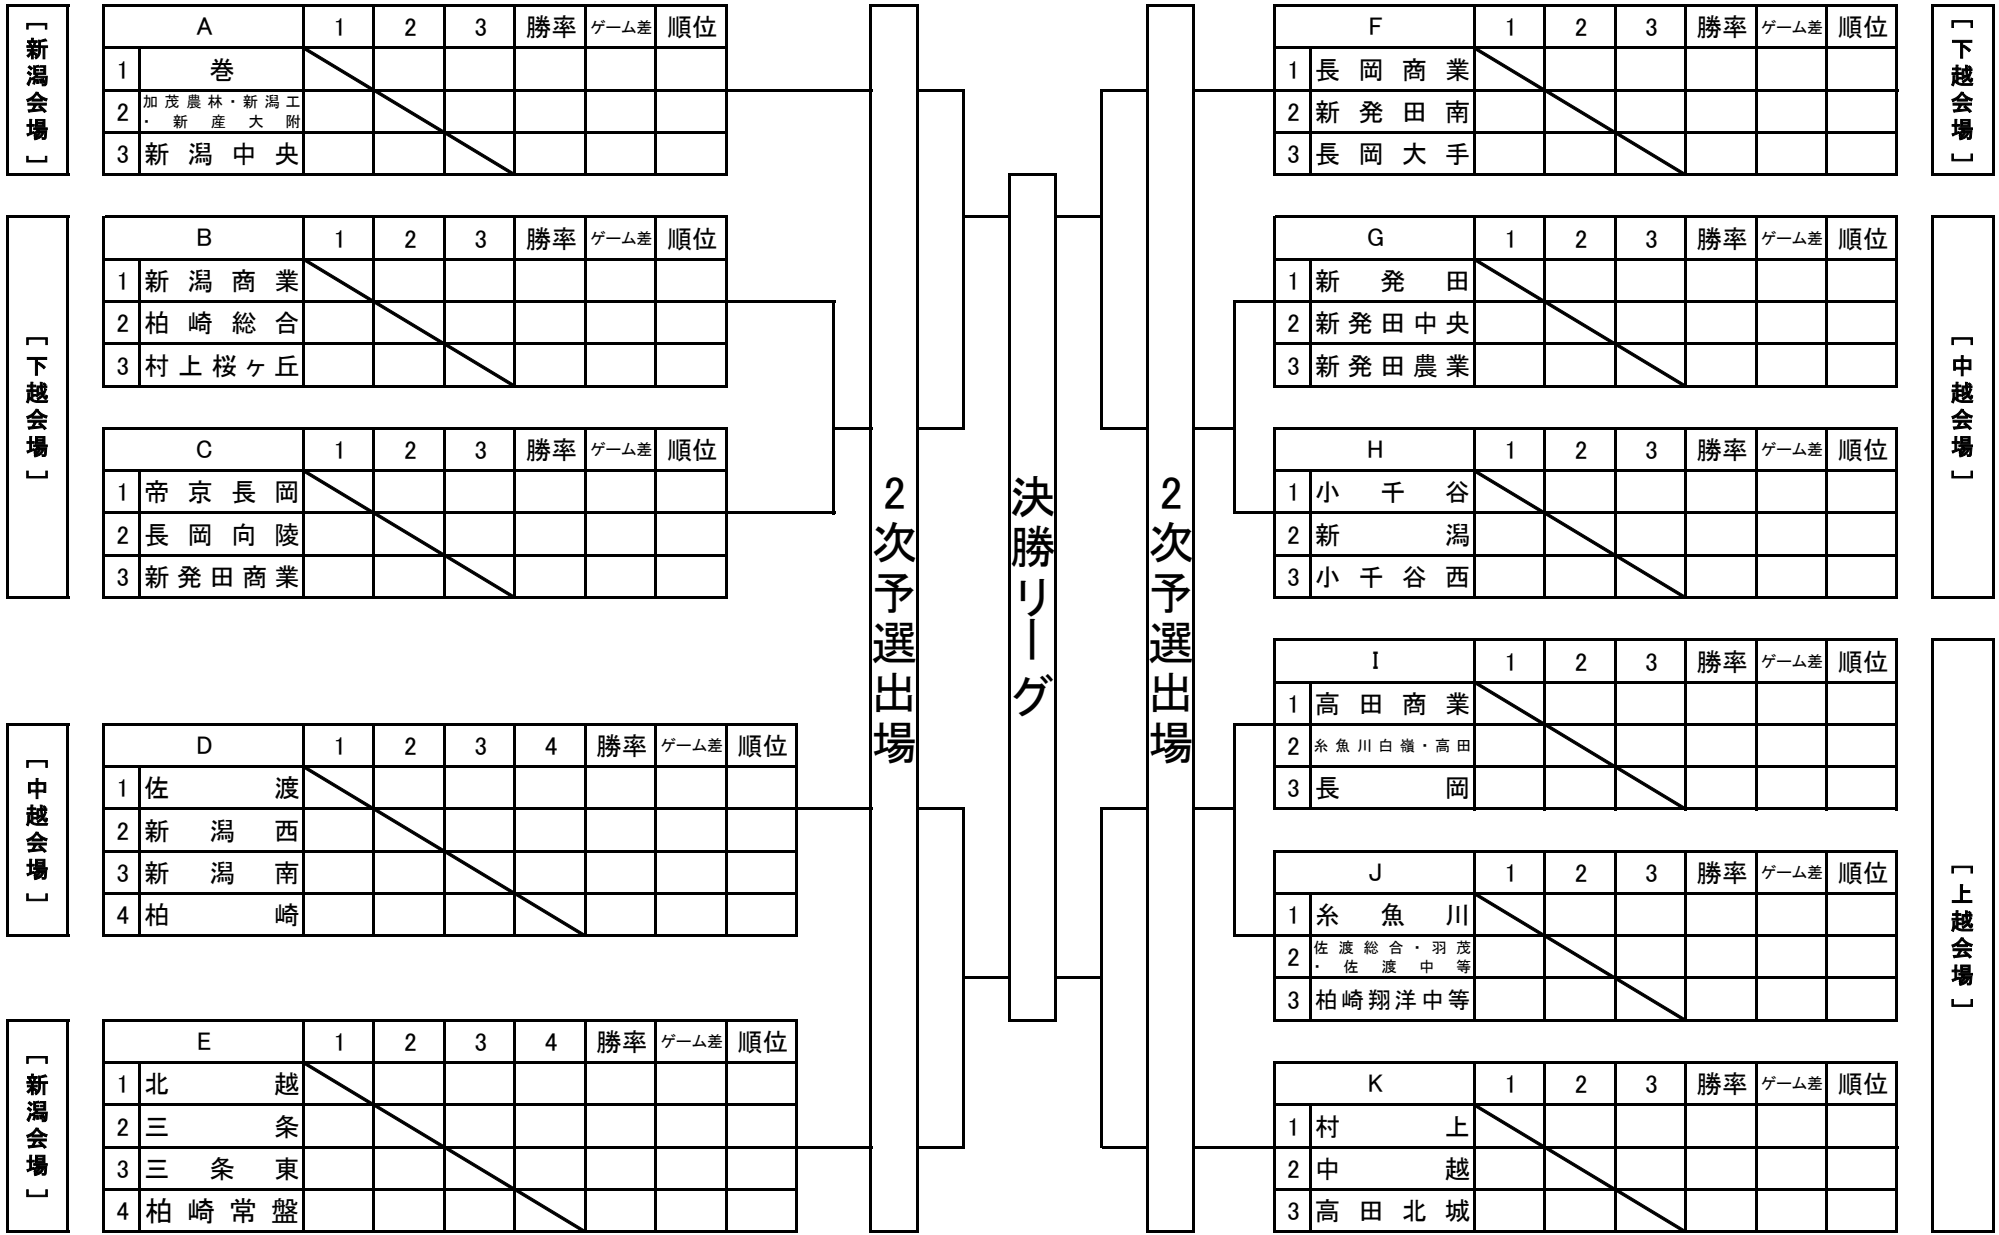 [新潟会場]
A 1 2 3 勝率 ゲーム差 順位
1 巻
2 加茂農林・新潟工
・新産大附
3 新潟中央
[下越会場]
B 1 2 3 勝率 ゲーム差 順位
1 新潟商業
2 柏崎総合
3 村上桜ヶ丘
C 1 2 3 勝率 ゲーム差 順位
1 帝京長岡
2 長岡向陵
3 新発田商業
[中越会場]
D 1 2 3 4 勝率 ゲーム差 順位
1 佐渡
2 新潟西
3 新潟南
4 柏崎
[新潟会場]
E 1 2 3 4 勝率 ゲーム差 順位
1 北越
2 三条
3 三条東
4 柏崎常盤
2次予選出場
決勝リーグ
2次予選出場
F 1 2 3 勝率 ゲーム差 順位
1 長岡商業
2 新発田南
3 長岡大手
[下越会場]
G 1 2 3 勝率 ゲーム差 順位
1 新発田
2 新発田中央
3 新発田農業
H 1 2 3 勝率 ゲーム差 順位
1 小千谷
2 新潟
3 小千谷西
[中越会場]
I 1 2 3 勝率 ゲーム差 順位
1 高田商業
2 糸魚川白嶺・高田
3 長岡
J 1 2 3 勝率 ゲーム差 順位
1 糸魚川
2 佐渡総合・羽茂
・佐渡中等
3 柏崎翔洋中等
K 1 2 3 勝率 ゲーム差 順位
1 村上
2 中越
3 高田北城
[上越会場]